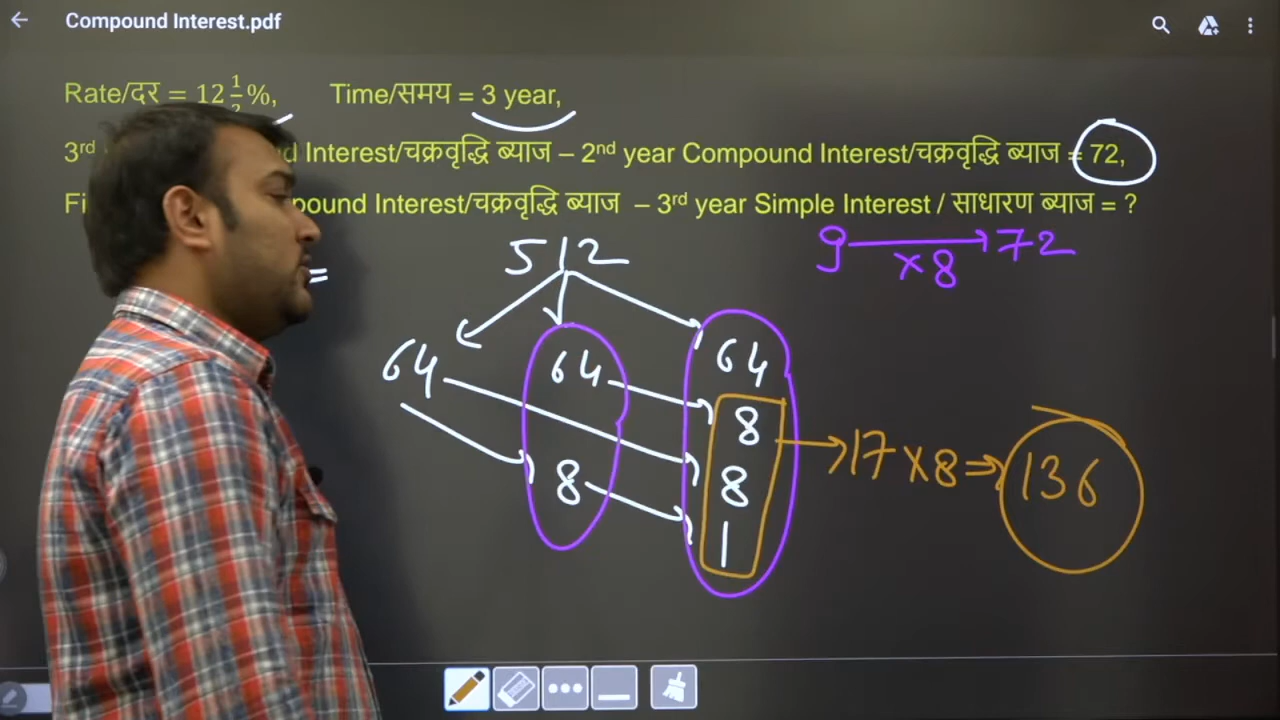 Compound Interest.pdf
Rate/दर = 12 1/2%, Time/समय = 3 year,
3rd Interest/चक्रवृद्धि ब्याज – 2nd year Compound Interest/चक्रवृद्धि ब्याज = 72,
Interest/चक्रवृद्धि ब्याज – 3rd year Simple Interest / साधारण ब्याज = ?
9 → 72
×8
=
512
64 64 64
8
8 8
1
→ 17 × 8 ⇒ 136